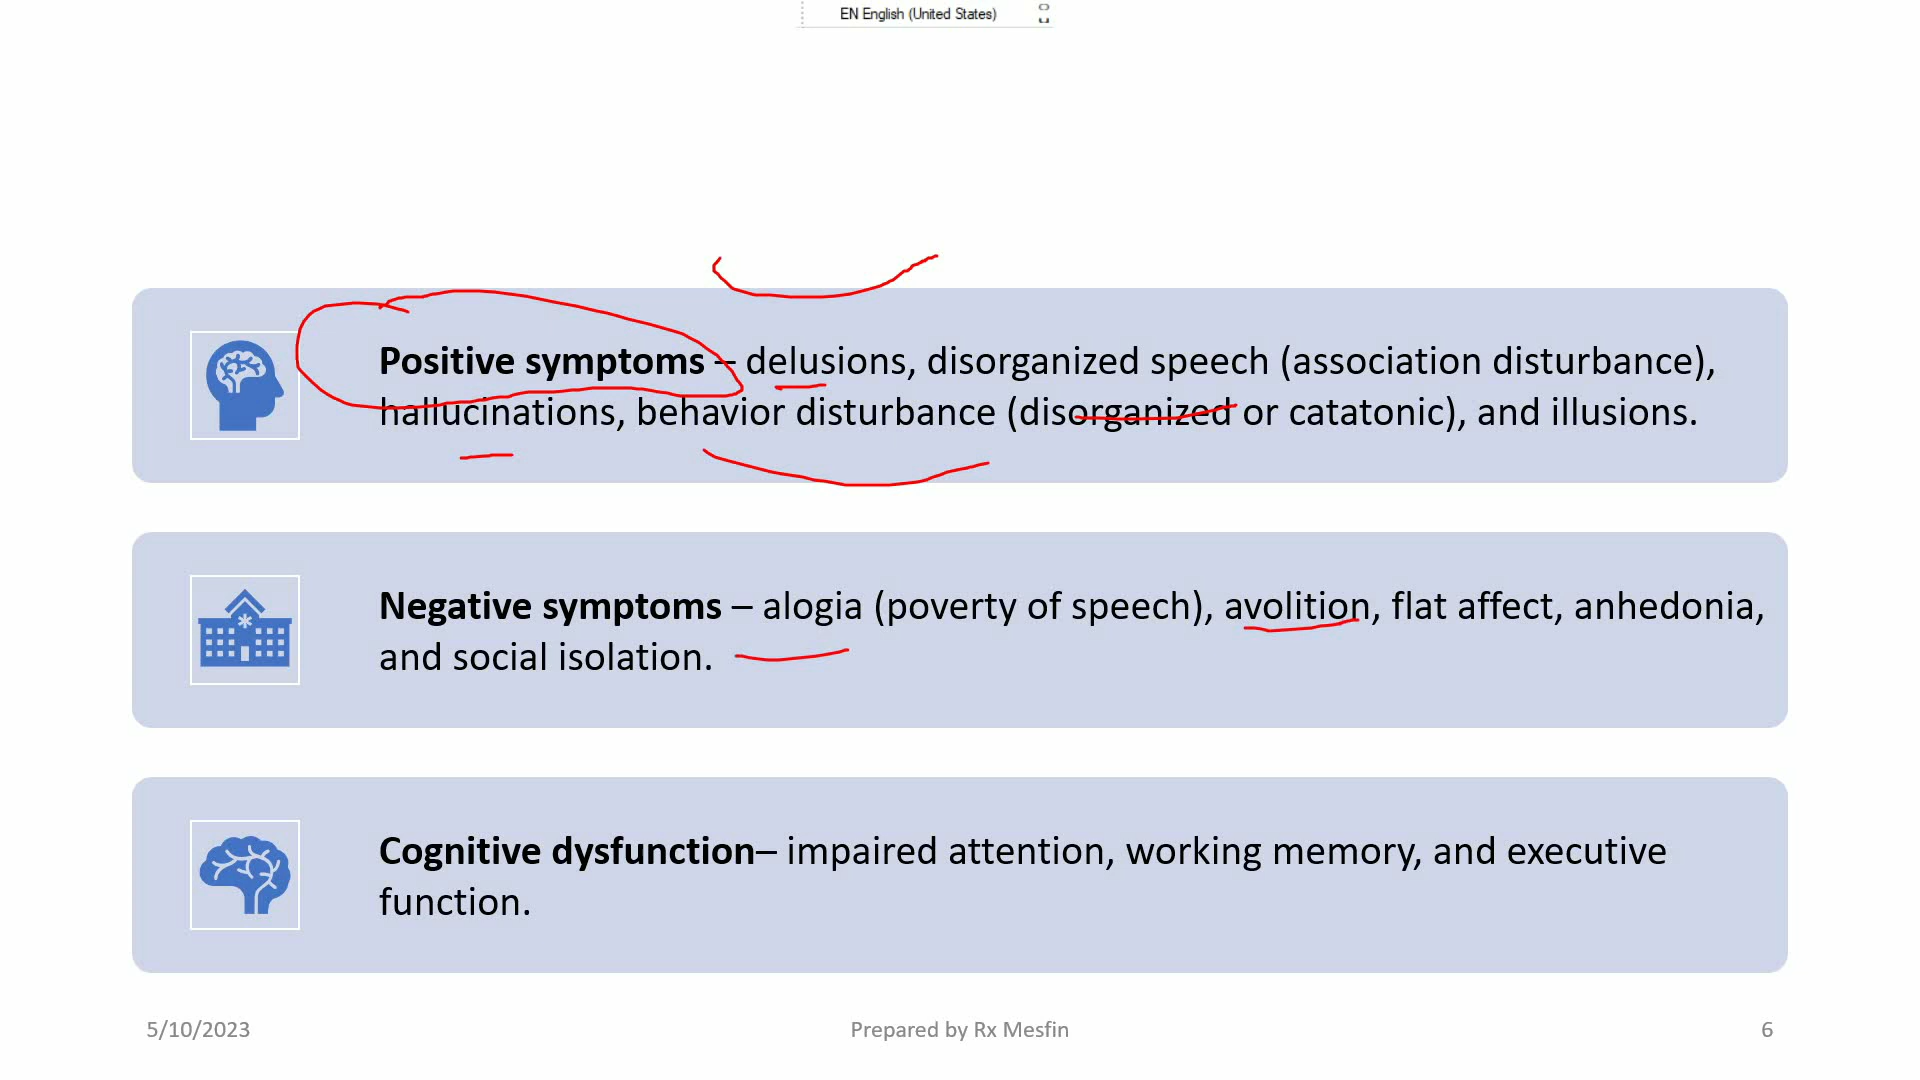 EN English (United States)
Positive symptoms – delusions, disorganized speech (association disturbance),
hallucinations, behavior disturbance (disorganized or catatonic), and illusions.
Negative symptoms – alogia (poverty of speech), avolition, flat affect, anhedonia,
and social isolation.
Cognitive dysfunction– impaired attention, working memory, and executive
function.
5/10/2023
Prepared by Rx Mesfin
6